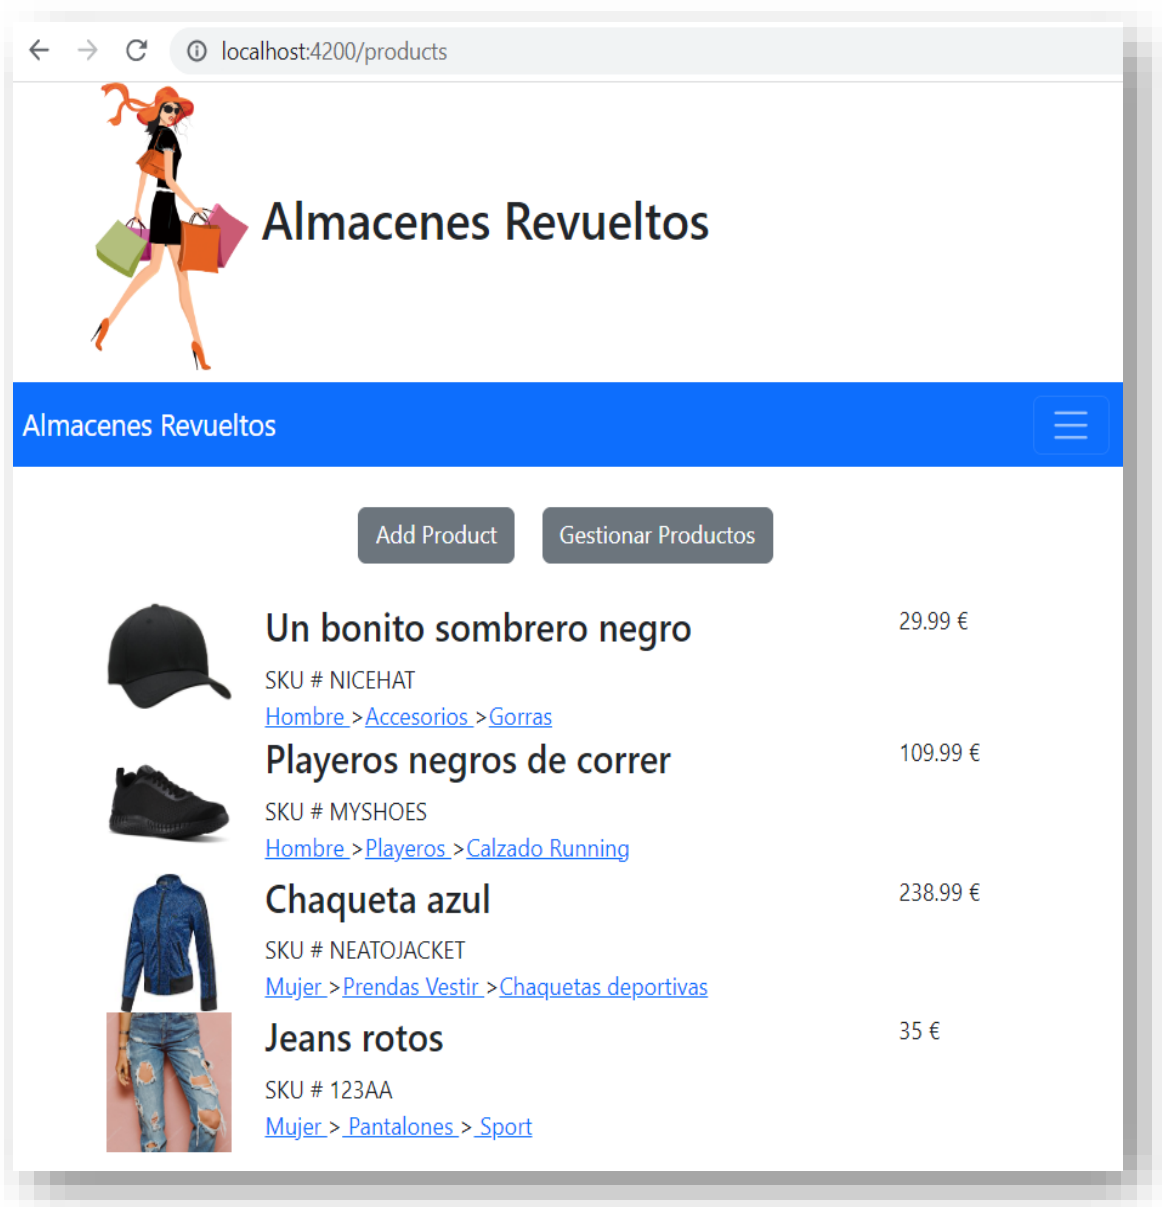 localhost:4200/products
Almacenes Revueltos
Almacenes Revueltos
Add Product Gestionar Productos
Un bonito sombrero negro 29.99 €
SKU # NICEHAT
Hombre >Accesorios >Gorras
Playeros negros de correr 109.99 €
SKU # MYSHOES
Hombre >Playeros >Calzado Running
Chaqueta azul 238.99 €
SKU # NEATOJACKET
Mujer >Prendas Vestir >Chaquetas deportivas
Jeans rotos 35 €
SKU # 123AA
Mujer > Pantalones > Sport